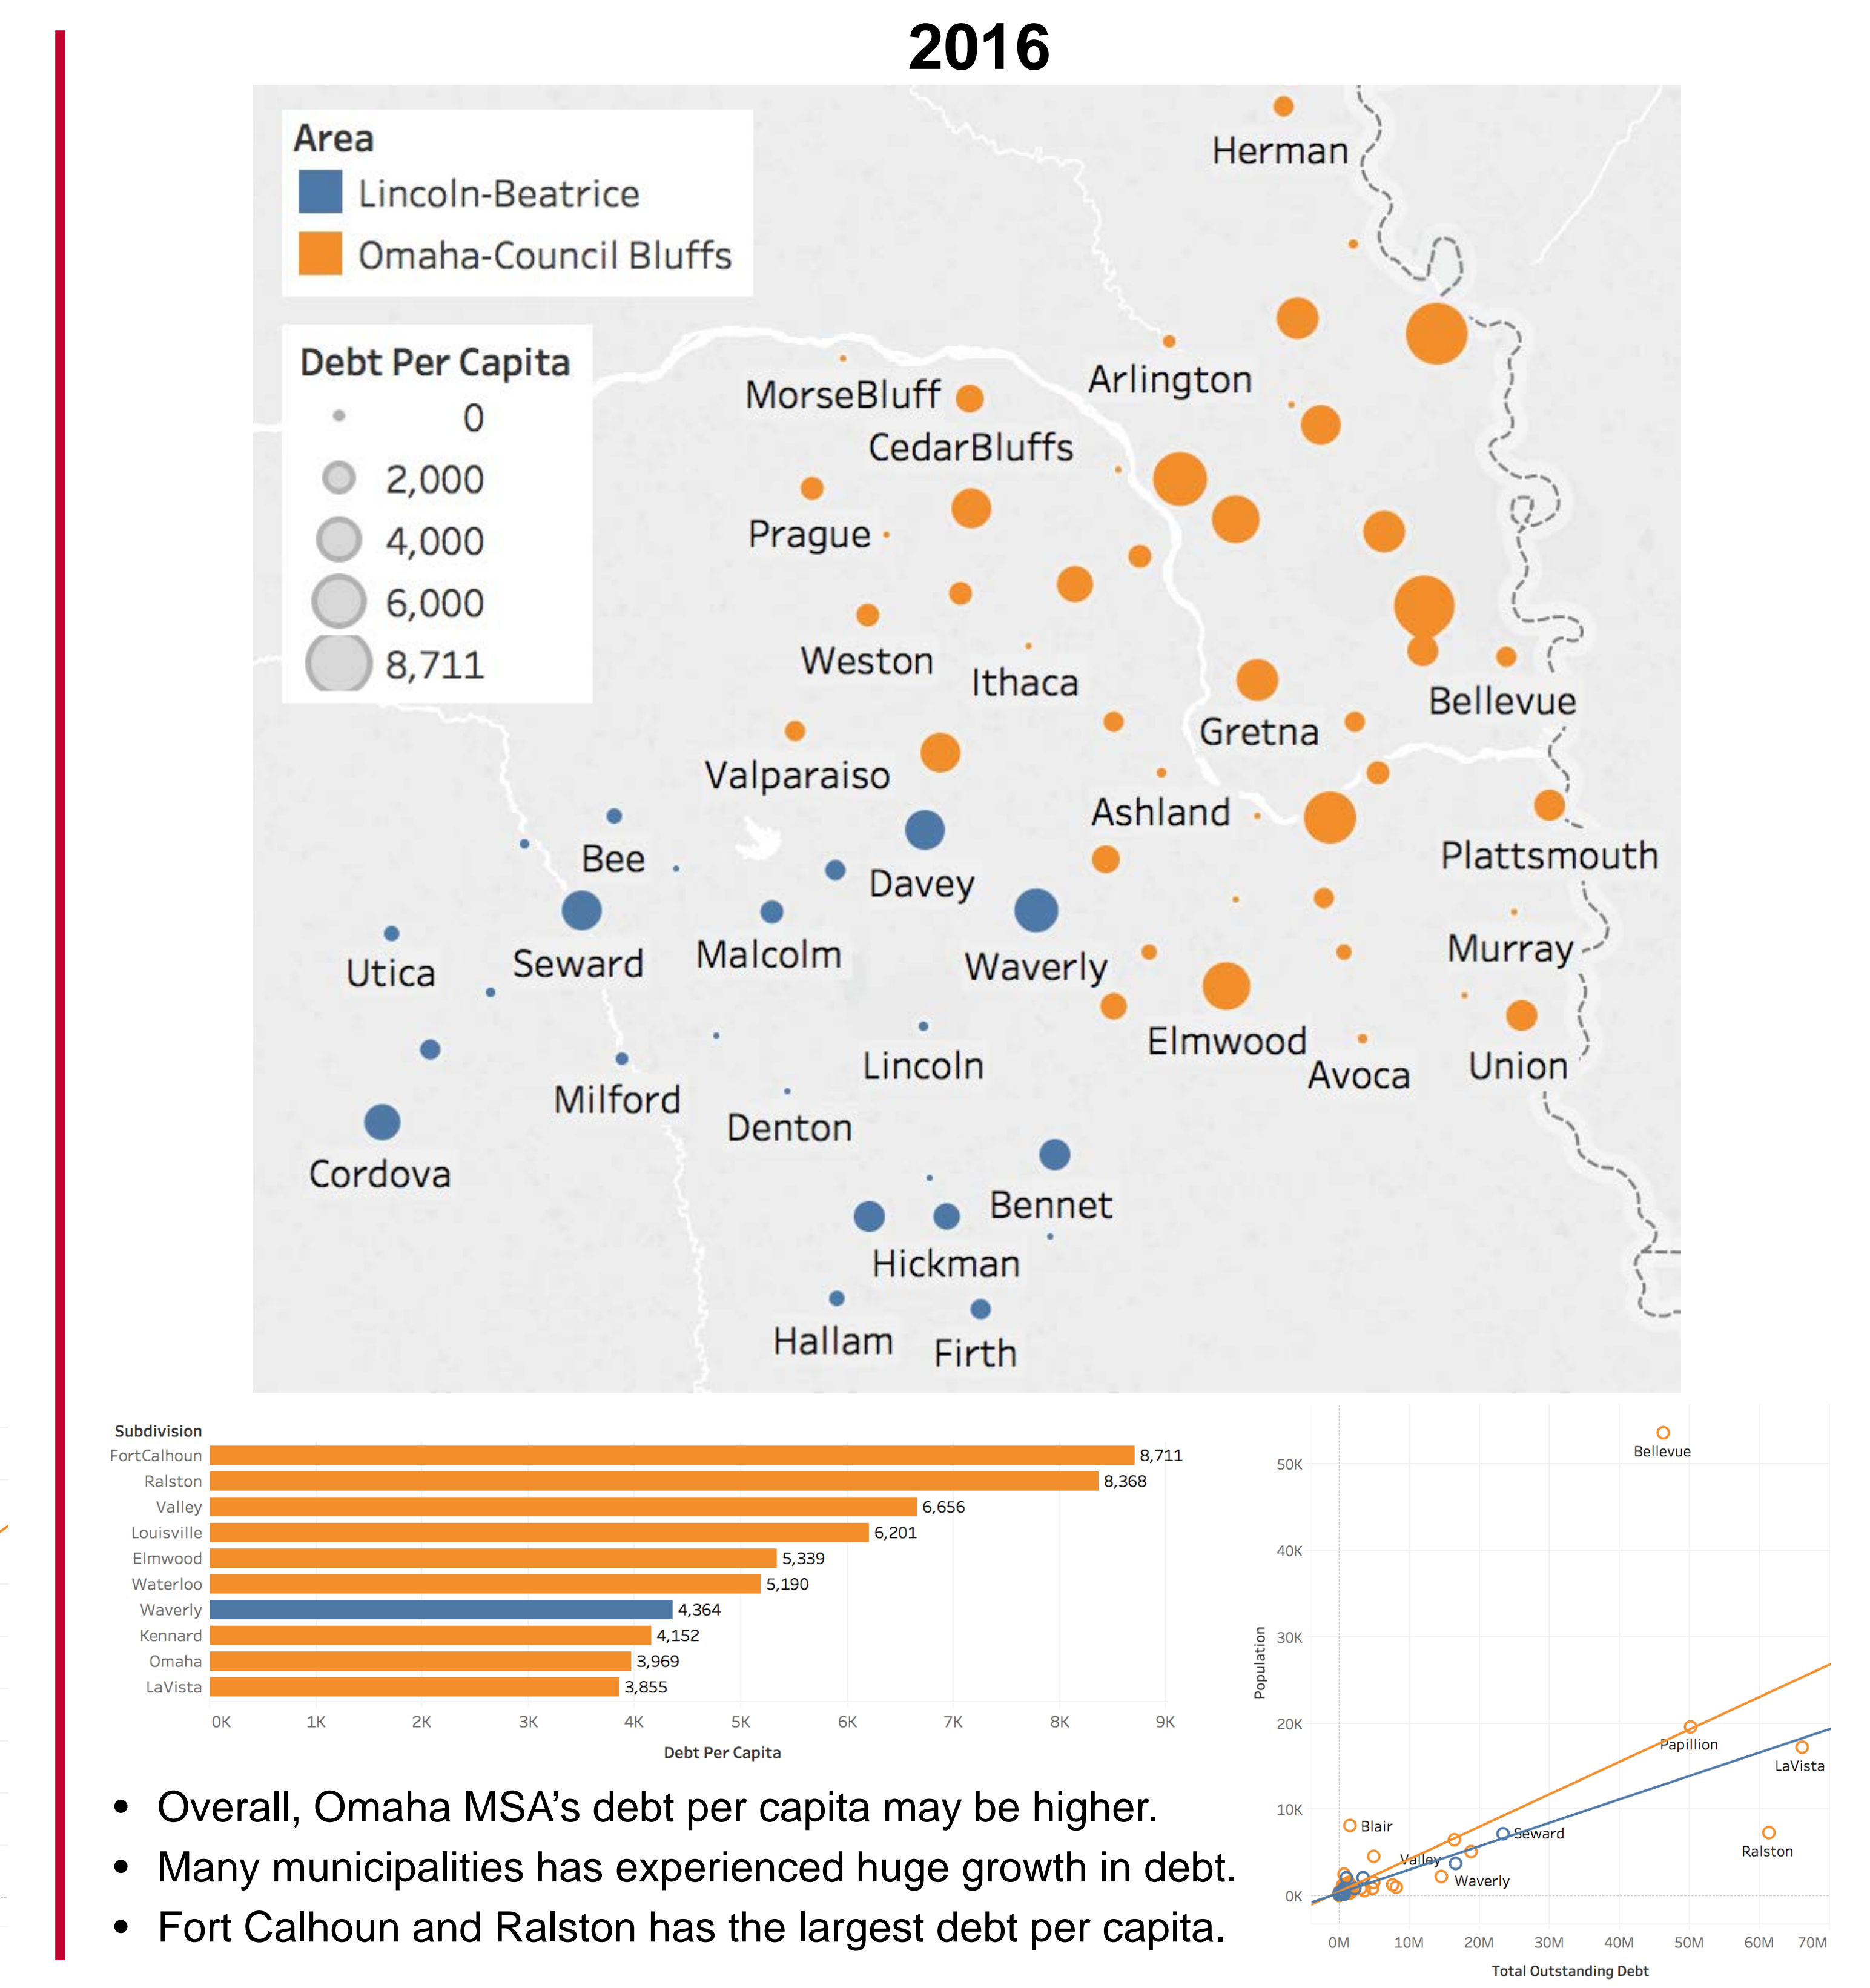 2016
Area
Lincoln-Beatrice
Omaha-Council Bluffs
Debt Per Capita
0
2,000
4,000
6,000
8,711
Herman
Arlington
MorseBluff
CedarBluffs
Prague
Weston
Ithaca
Bellevue
Gretna
Valparaiso
Ashland
Plattsmouth
Bee
Davey
Murray
Utica
Seward
Malcolm
Waverly
Elmwood
Lincoln
Avoca
Union
Milford
Denton
Cordova
Bennet
Hickman
Hallam
Firth
Subdivision
FortCalhoun 8,711
Ralston 8,368
Valley 6,656
Louisville 6,201
Elmwood 5,339
Waterloo 5,190
Waverly 4,364
Kennard 4,152
Omaha 3,969
LaVista 3,855
0K 1K 2K 3K 4K 5K 6K 7K 8K 9K
Debt Per Capita
Population
50K
40K
30K
20K
10K
0K
Bellevue
Papillion
LaVista
Blair
Seward
Ralston
Valley
Waverly
0M 10M 20M 30M 40M 50M 60M 70M
Total Outstanding Debt
• Overall, Omaha MSA's debt per capita may be higher.
• Many municipalities has experienced huge growth in debt.
• Fort Calhoun and Ralston has the largest debt per capita.